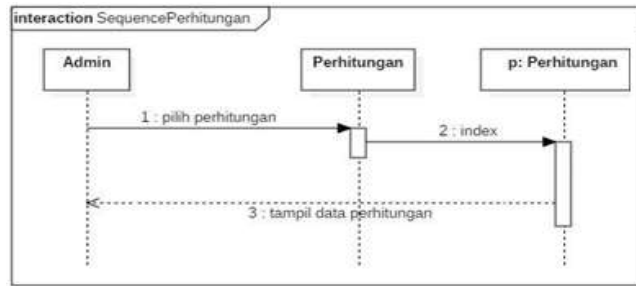 interaction SequencePerhitungan
Admin
Perhitungan
p: Perhitungan
1 : pilih perhitungan
2 : index
3 : tampil data perhitungan